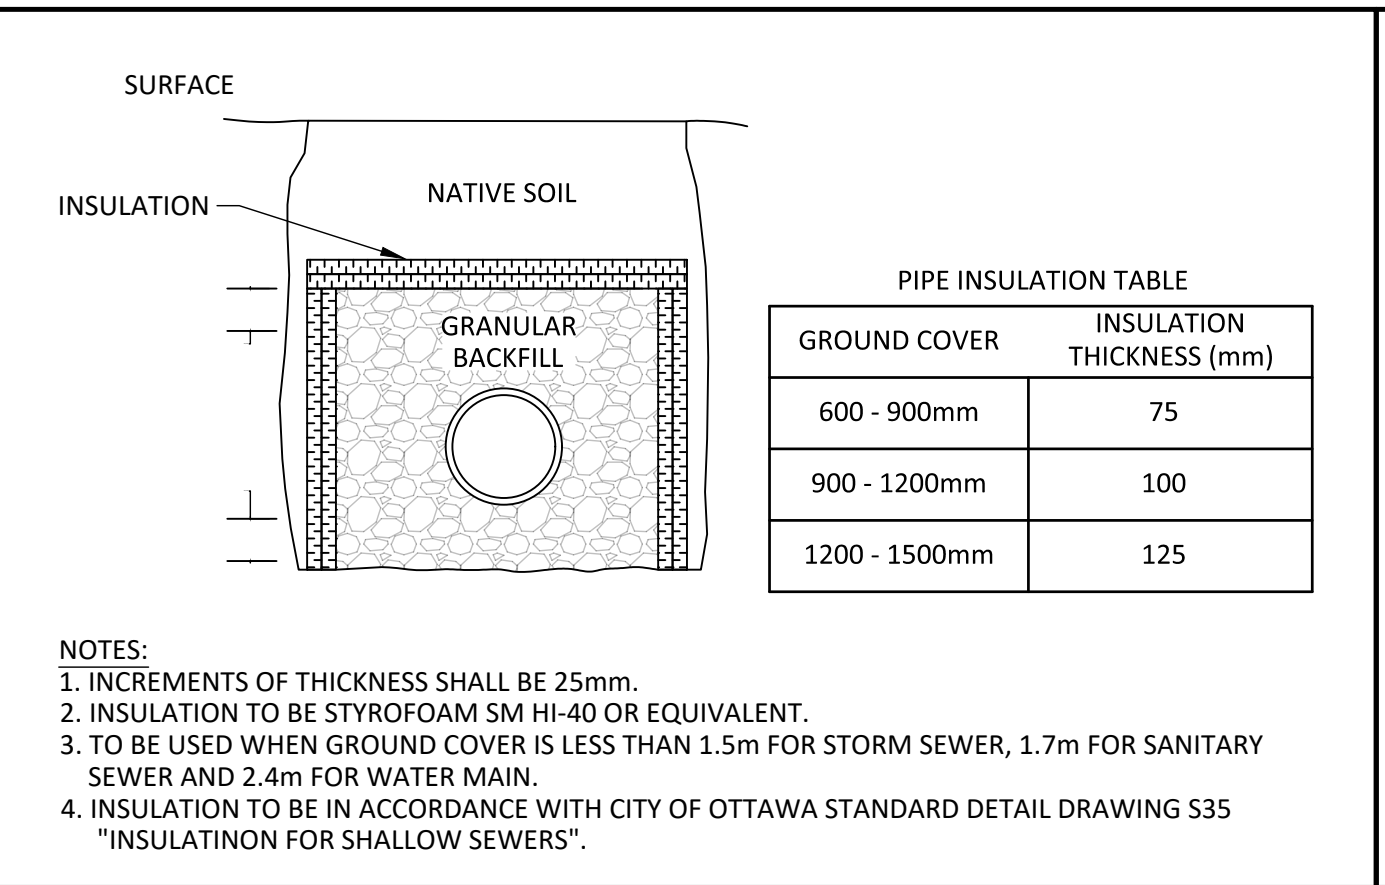 SURFACE
NATIVE SOIL
INSULATION
GRANULAR
BACKFILL
PIPE INSULATION TABLE
GROUND COVER
INSULATION
THICKNESS (mm)
600 - 900mm 75
900 - 1200mm 100
1200 - 1500mm 125
NOTES:
1. INCREMENTS OF THICKNESS SHALL BE 25mm.
2. INSULATION TO BE STYROFOAM SM HI-40 OR EQUIVALENT.
3. TO BE USED WHEN GROUND COVER IS LESS THAN 1.5m FOR STORM SEWER, 1.7m FOR SANITARY
SEWER AND 2.4m FOR WATER MAIN.
4. INSULATION TO BE IN ACCORDANCE WITH CITY OF OTTAWA STANDARD DETAIL DRAWING S35
"INSULATINON FOR SHALLOW SEWERS".